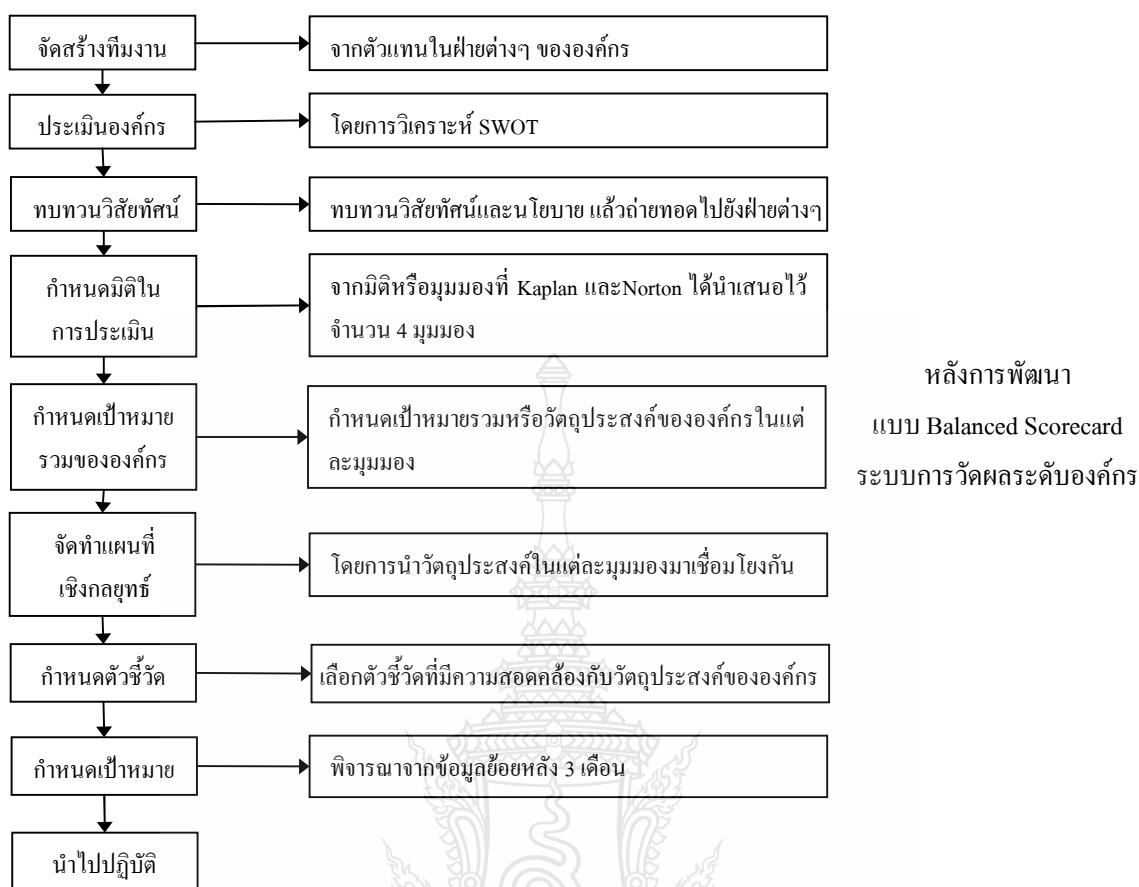 จัดสร้างทีมงาน
จากตัวแทนในฝ่ายต่างๆ ขององค์กร
ประเมินองค์กร
โดยการวิเคราะห์ SWOT
ทบทวนวิสัยทัศน์
ทบทวนวิสัยทัศน์และนโยบาย แล้วถ่ายทอดไปยังฝ่ายต่างๆ
กำหนดมิติใน
การประเมิน
จากมิติหรือมุมมองที่ Kaplan และNorton ได้นำเสนอไว้
จำนวน 4 มุมมอง
กำหนดเป้าหมาย
รวมขององค์กร
กำหนดเป้าหมายรวมหรือวัตถุประสงค์ขององค์กรในแต่
ละมุมมอง
จัดทำแผนที่
เชิงกลยุทธ์
โดยการนำวัตถุประสงค์ในแต่ละมุมมองมาเชื่อมโยงกัน
กำหนดตัวชี้วัด
เลือกตัวชี้วัดที่มีความสอดคล้องกับวัตถุประสงค์ขององค์กร
กำหนดเป้าหมาย
พิจารณาจากข้อมูลย้อยหลัง 3 เดือน
นำไปปฏิบัติ
หลังการพัฒนา
แบบ Balanced Scorecard
ระบบการวัดผลระดับองค์กร